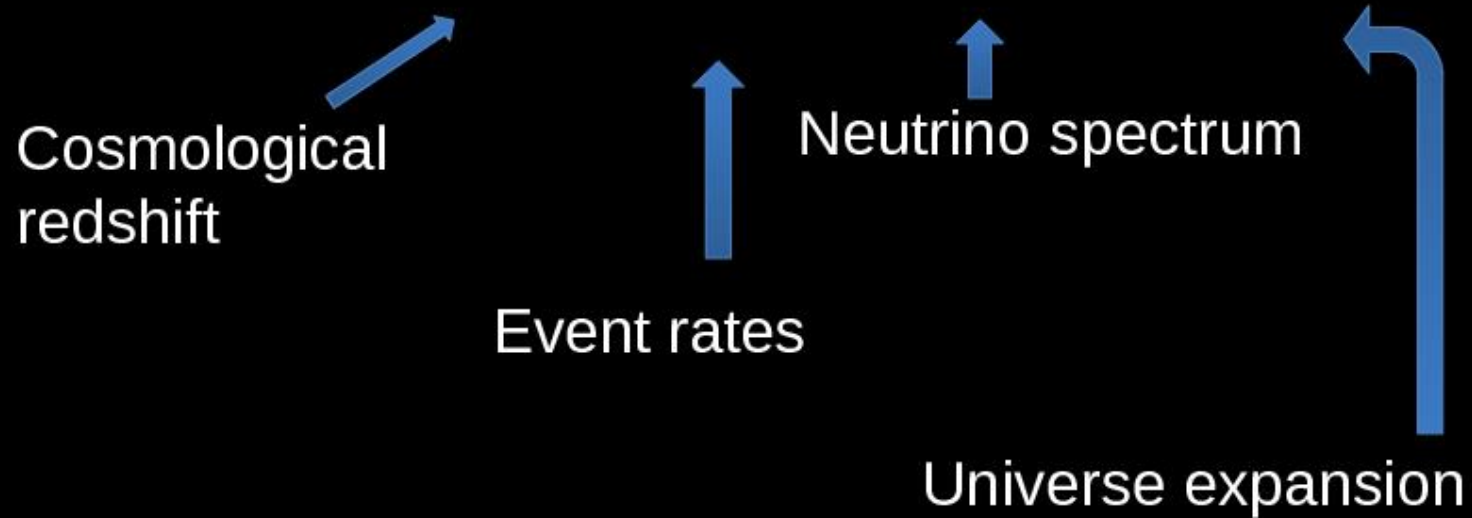 Cosmological
redshift
Neutrino spectrum
Event rates
Universe expansion